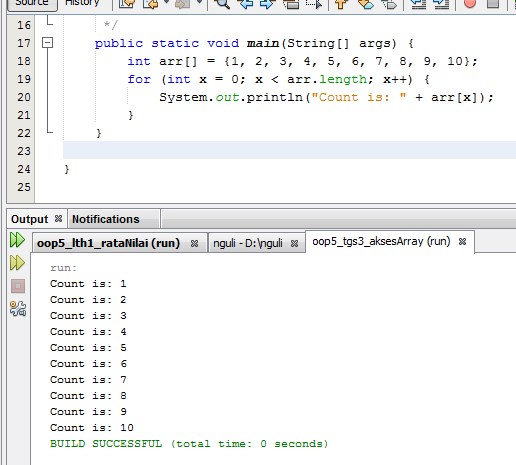 Source History
16 */
17 public static void main(String[] args) {
18 int arr[] = {1, 2, 3, 4, 5, 6, 7, 8, 9, 10};
19 for (int x = 0; x < arr.length; x++) {
20 System.out.println("Count is: " + arr[x]);
21 }
22 }
23
24 }
25
Output Notifications
oop5_lth1_rataNilai (run) nguli - D:\nguli oop5_tgs3_aksesArray (run)
run:
Count is: 1
Count is: 2
Count is: 3
Count is: 4
Count is: 5
Count is: 6
Count is: 7
Count is: 8
Count is: 9
Count is: 10
BUILD SUCCESSFUL (total time: 0 seconds)